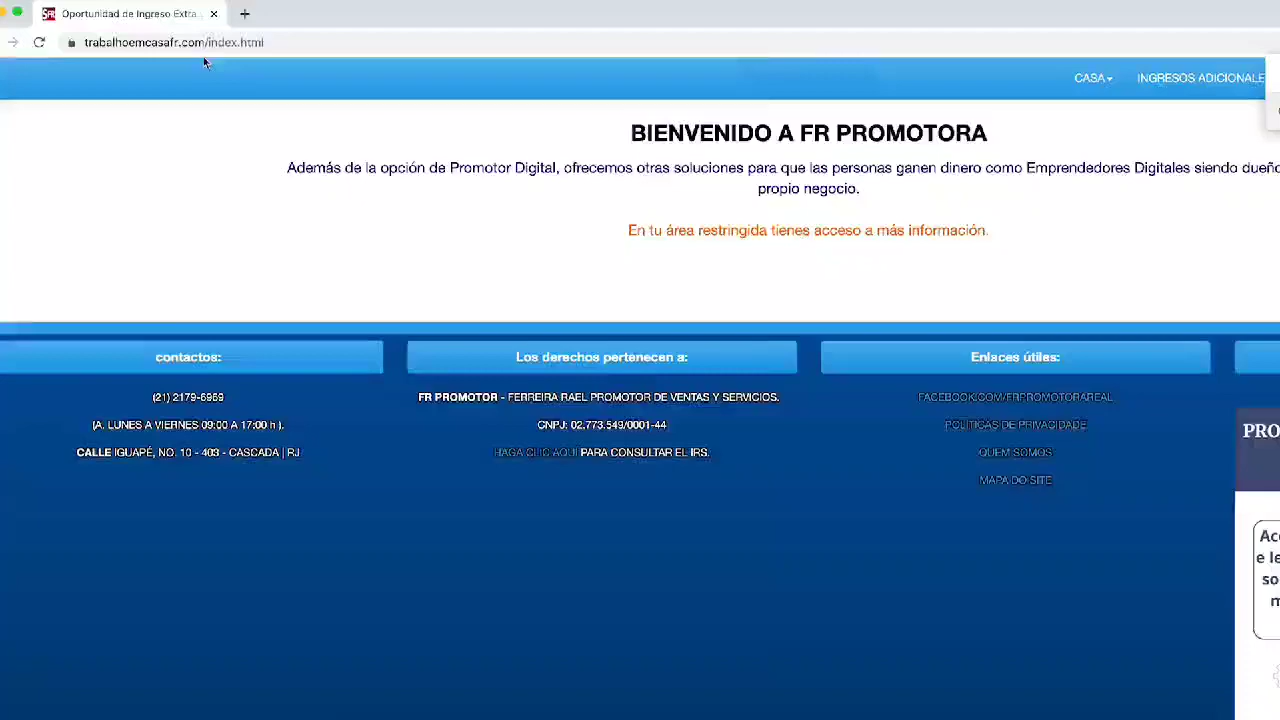 Oportunidad de Ingreso Extra
trabalhoemcasafr.com/index.html
CASA
INGRESOS ADICIONALE
BIENVENIDO A FR PROMOTORA
Además de la opción de Promotor Digital, ofrecemos otras soluciones para que las personas ganen dinero como Emprendedores Digitales siendo dueño
propio negocio.
En tu área restringida tienes acceso a más información.
contactos:
(21) 2179-6969
(A. LUNES A VIERNES 09:00 A 17:00 h ).
CALLE IGUAPÉ, NO. 10 - 403 - CASCADA | RJ
Los derechos pertenecen a:
FR PROMOTOR - FERREIRA RAEL PROMOTOR DE VENTAS Y SERVICIOS.
CNPJ: 02.773.549/0001-44
HAGA CLIC AQUÍ PARA CONSULTAR EL IRS.
Enlaces útiles:
FACEBOOK.COM/FRPROMOTORAREAL
POLÍTICAS DE PRIVACIDADE
QUEM SOMOS
MAPA DO SITE
PRO
Ac
e le
so
m